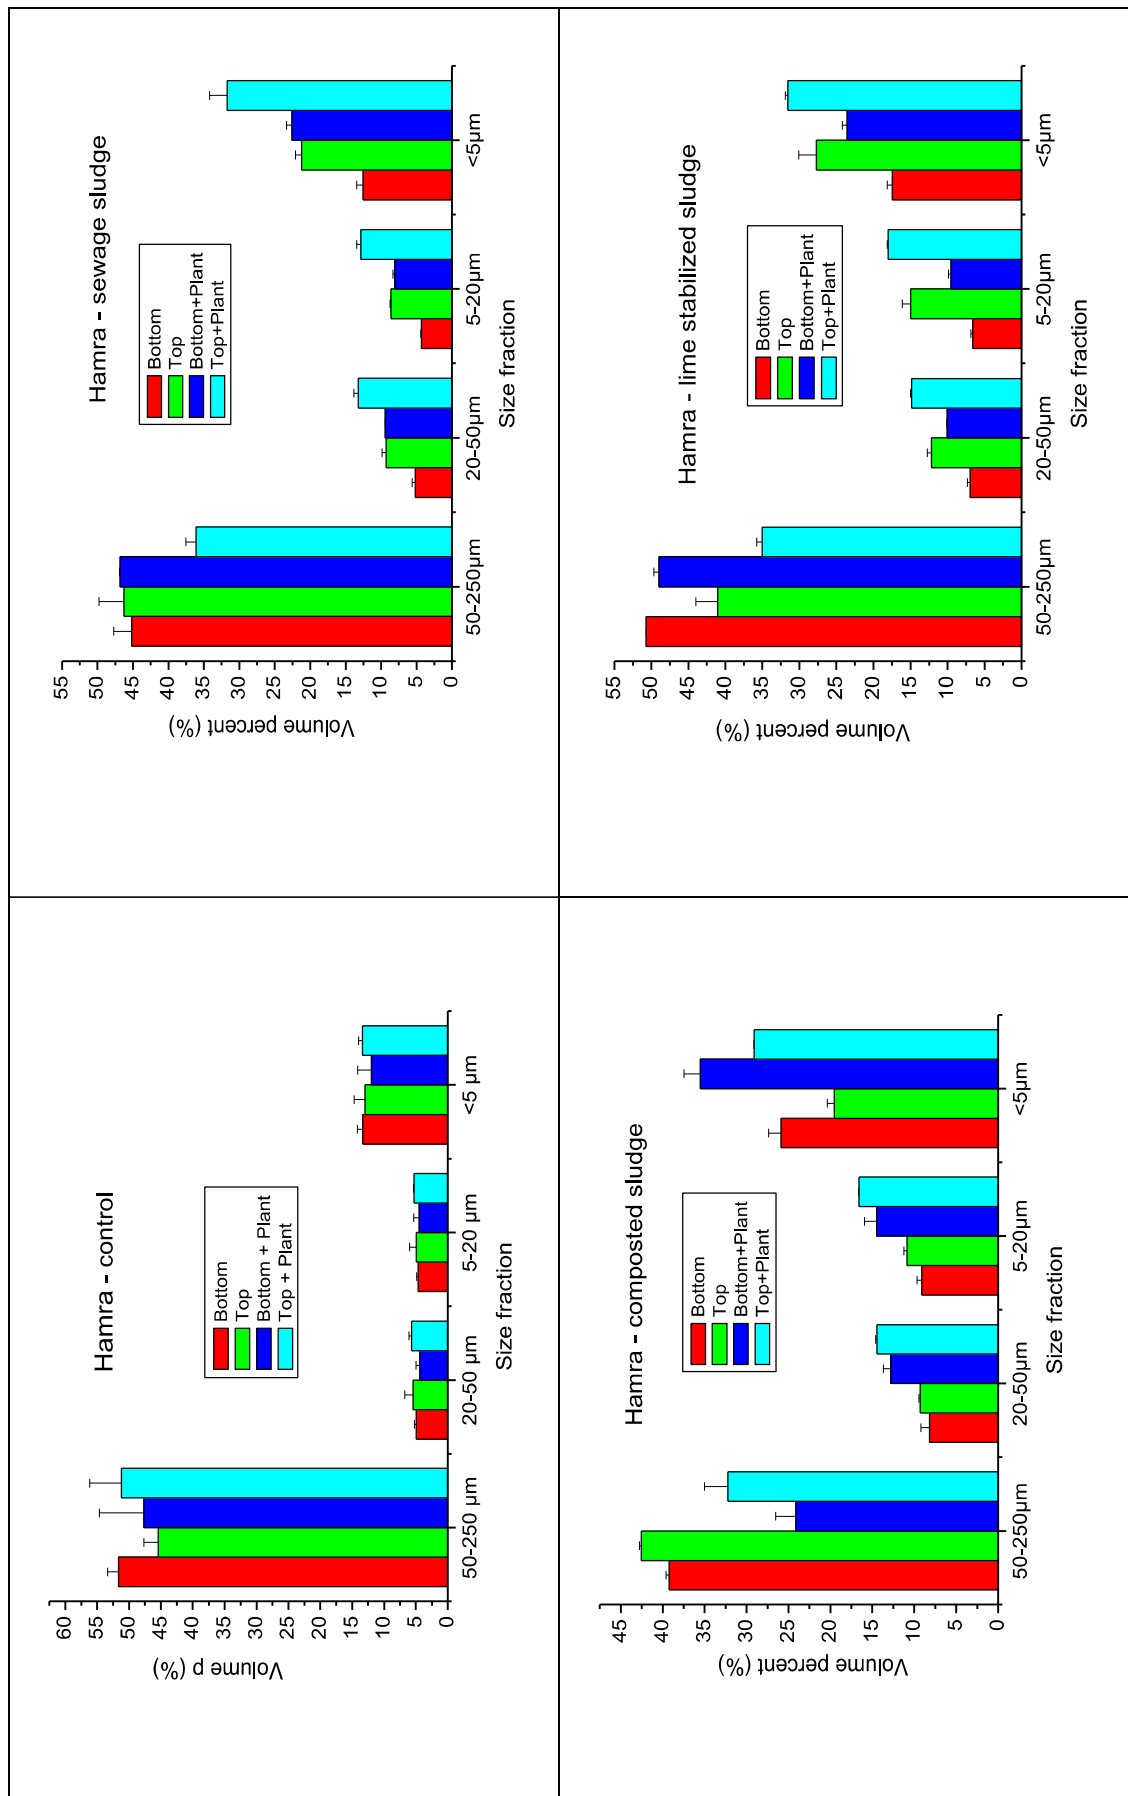 Hamra - control
Volume p (%)
60
55
50
45
40
35
30
25
20
15
10
5
0
Bottom
Top
Bottom + Plant
Top + Plant
50-250 µm
20-50 µm
5-20 µm
<5 µm
Size fraction
Hamra - sewage sludge
Volume percent (%)
55
50
45
40
35
30
25
20
15
10
5
0
Bottom
Top
Bottom+Plant
Top+Plant
50-250µm
20-50µm
5-20µm
<5µm
Size fraction
Hamra - composted sludge
Volume percent (%)
45
40
35
30
25
20
15
10
5
0
Bottom
Top
Bottom+Plant
Top+Plant
50-250µm
20-50µm
5-20µm
<5µm
Size fraction
Hamra - lime stabilized sludge
Volume percent (%)
55
50
45
40
35
30
25
20
15
10
5
0
Bottom
Top
Bottom+Plant
Top+Plant
50-250µm
20-50µm
5-20µm
<5µm
Size fraction